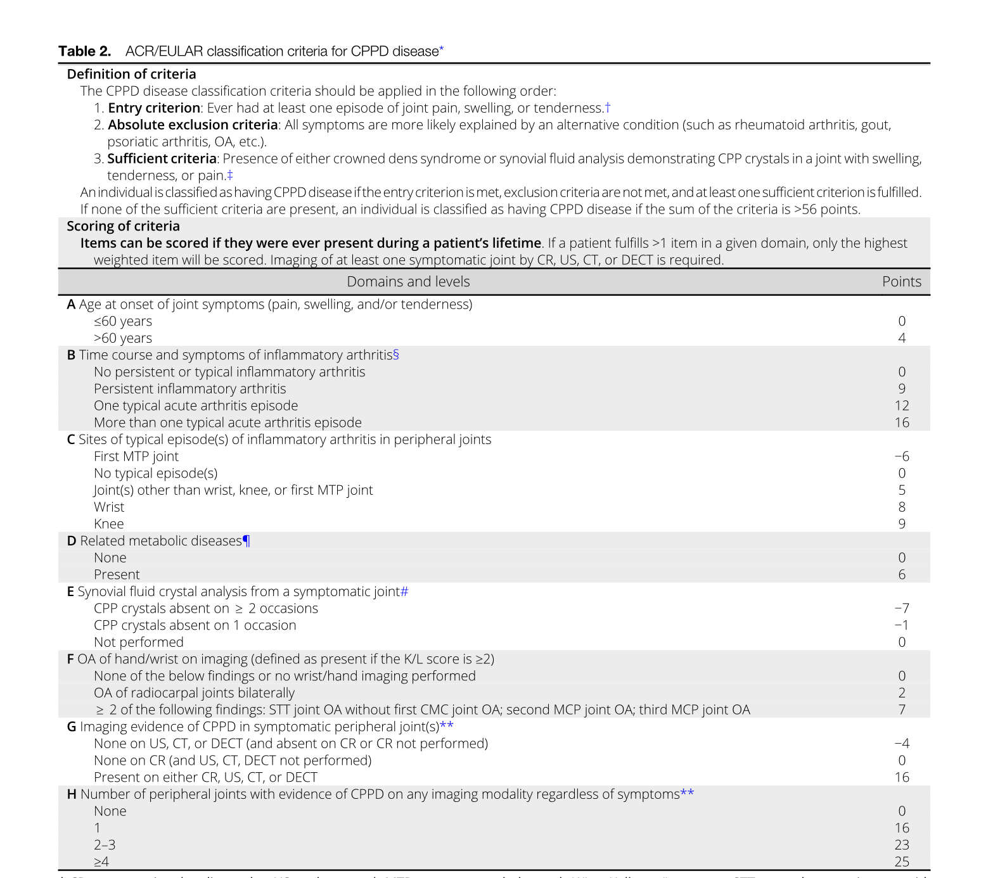 Table 2. ACR/EULAR classification criteria for CPPD disease*
Definition of criteria
The CPPD disease classification criteria should be applied in the following order:
1. Entry criterion: Ever had at least one episode of joint pain, swelling, or tenderness.†
2. Absolute exclusion criteria: All symptoms are more likely explained by an alternative condition (such as rheumatoid arthritis, gout,
psoriatic arthritis, OA, etc.).
3. Sufficient criteria: Presence of either crowned dens syndrome or synovial fluid analysis demonstrating CPP crystals in a joint with swelling,
tenderness, or pain.‡
An individual is classified as having CPPD disease if the entry criterion is met, exclusion criteria are not met, and at least one sufficient criterion is fulfilled.
If none of the sufficient criteria are present, an individual is classified as having CPPD disease if the sum of the criteria is >56 points.
Scoring of criteria
Items can be scored if they were ever present during a patient's lifetime. If a patient fulfills >1 item in a given domain, only the highest
weighted item will be scored. Imaging of at least one symptomatic joint by CR, US, CT, or DECT is required.
Domains and levels Points
A Age at onset of joint symptoms (pain, swelling, and/or tenderness)
≤60 years 0
>60 years 4
B Time course and symptoms of inflammatory arthritis§
No persistent or typical inflammatory arthritis 0
Persistent inflammatory arthritis 9
One typical acute arthritis episode 12
More than one typical acute arthritis episode 16
C Sites of typical episode(s) of inflammatory arthritis in peripheral joints
First MTP joint −6
No typical episode(s) 0
Joint(s) other than wrist, knee, or first MTP joint 5
Wrist 8
Knee 9
D Related metabolic diseases¶
None 0
Present 6
E Synovial fluid crystal analysis from a symptomatic joint#
CPP crystals absent on ≥ 2 occasions −7
CPP crystals absent on 1 occasion −1
Not performed 0
F OA of hand/wrist on imaging (defined as present if the K/L score is ≥2)
None of the below findings or no wrist/hand imaging performed 0
OA of radiocarpal joints bilaterally 2
≥ 2 of the following findings: STT joint OA without first CMC joint OA; second MCP joint OA; third MCP joint OA 7
G Imaging evidence of CPPD in symptomatic peripheral joint(s)**
None on US, CT, or DECT (and absent on CR or CR not performed) −4
None on CR (and US, CT, DECT not performed) 0
Present on either CR, US, CT, or DECT 16
H Number of peripheral joints with evidence of CPPD on any imaging modality regardless of symptoms**
None 0
1 16
2–3 23
≥4 25